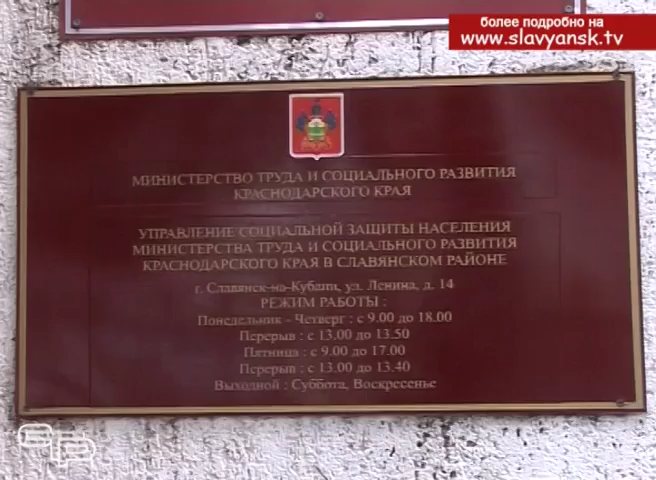 более подробно на
www.slavyansk.tv
МИНИСТЕРСТВО ТРУДА И СОЦИАЛЬНОГО РАЗВИТИЯ
КРАСНОДАРСКОГО КРАЯ
УПРАВЛЕНИЕ СОЦИАЛЬНОЙ ЗАЩИТЫ НАСЕЛЕНИЯ
МИНИСТЕРСТВА ТРУДА И СОЦИАЛЬНОГО РАЗВИТИЯ
КРАСНОДАРСКОГО КРАЯ В СЛАВЯНСКОМ РАЙОНЕ
г. Славянск-на-Кубани, ул. Ленина, д. 14
РЕЖИМ РАБОТЫ :
Понедельник - Четверг : с 9.00 до 18.00
Перерыв : с 13.00 до 13.50
Пятница : с 9.00 до 17.00
Перерыв : с 13.00 до 13.40
Выходной : Суббота, Воскресенье